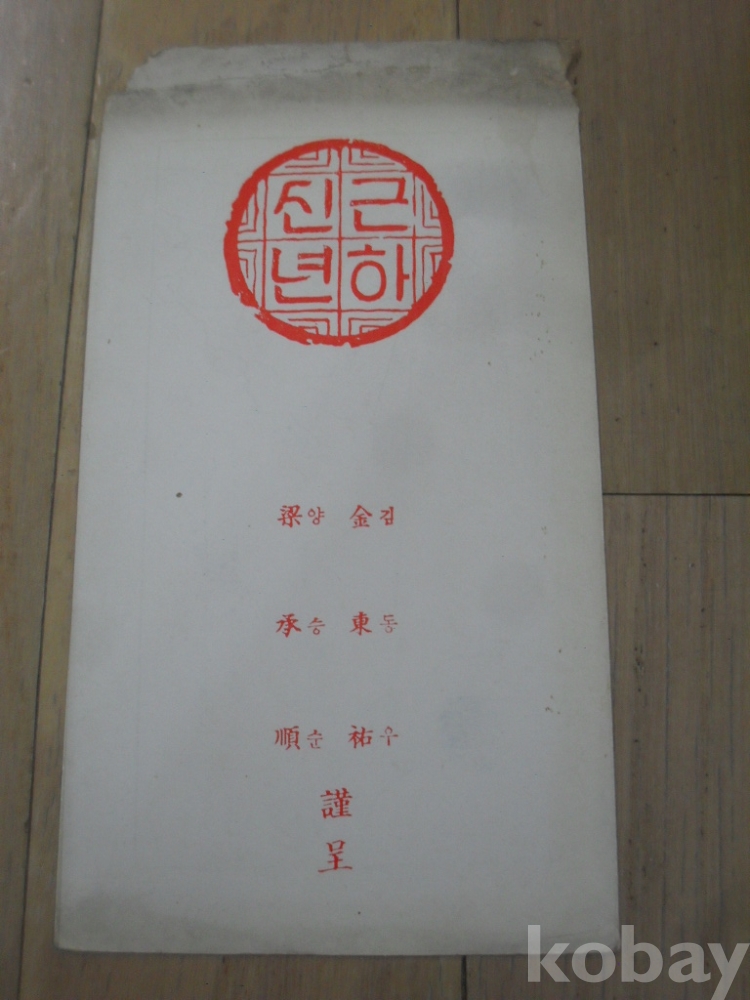 근하
신년
金김 東동 祐우
梁양 承승 順순
謹呈
kobay